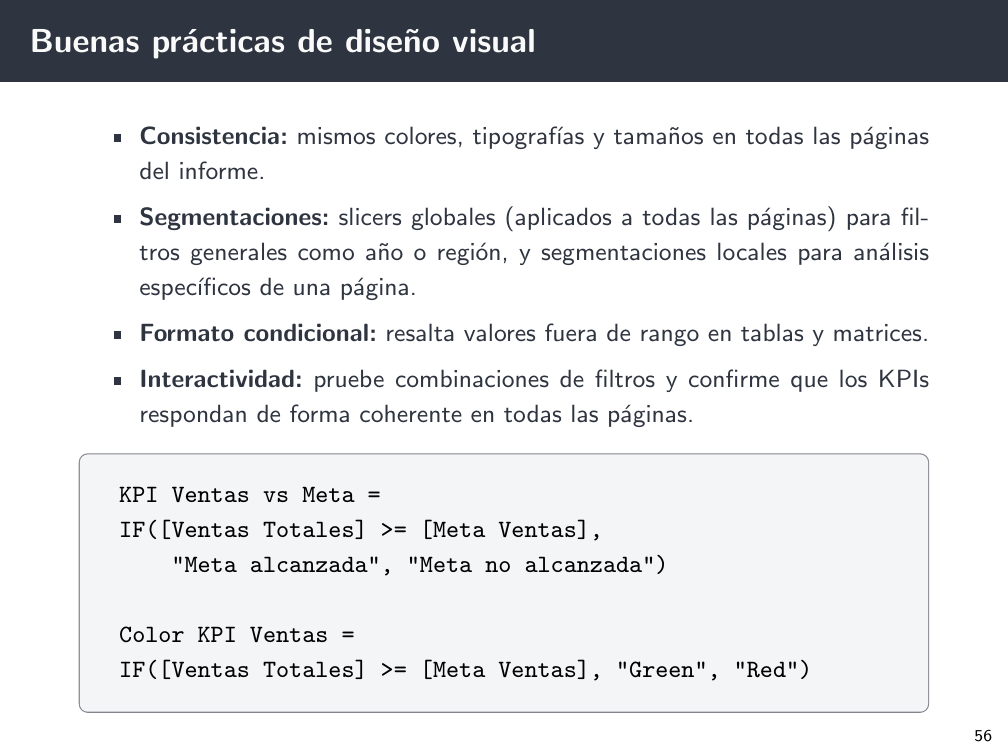 Buenas prácticas de diseño visual
▪ Consistencia: mismos colores, tipografías y tamaños en todas las páginas
del informe.
▪ Segmentaciones: slicers globales (aplicados a todas las páginas) para fil-
tros generales como año o región, y segmentaciones locales para análisis
específicos de una página.
▪ Formato condicional: resalta valores fuera de rango en tablas y matrices.
▪ Interactividad: pruebe combinaciones de filtros y confirme que los KPIs
respondan de forma coherente en todas las páginas.
KPI Ventas vs Meta =
IF([Ventas Totales] >= [Meta Ventas],
    "Meta alcanzada", "Meta no alcanzada")
Color KPI Ventas =
IF([Ventas Totales] >= [Meta Ventas], "Green", "Red")
56